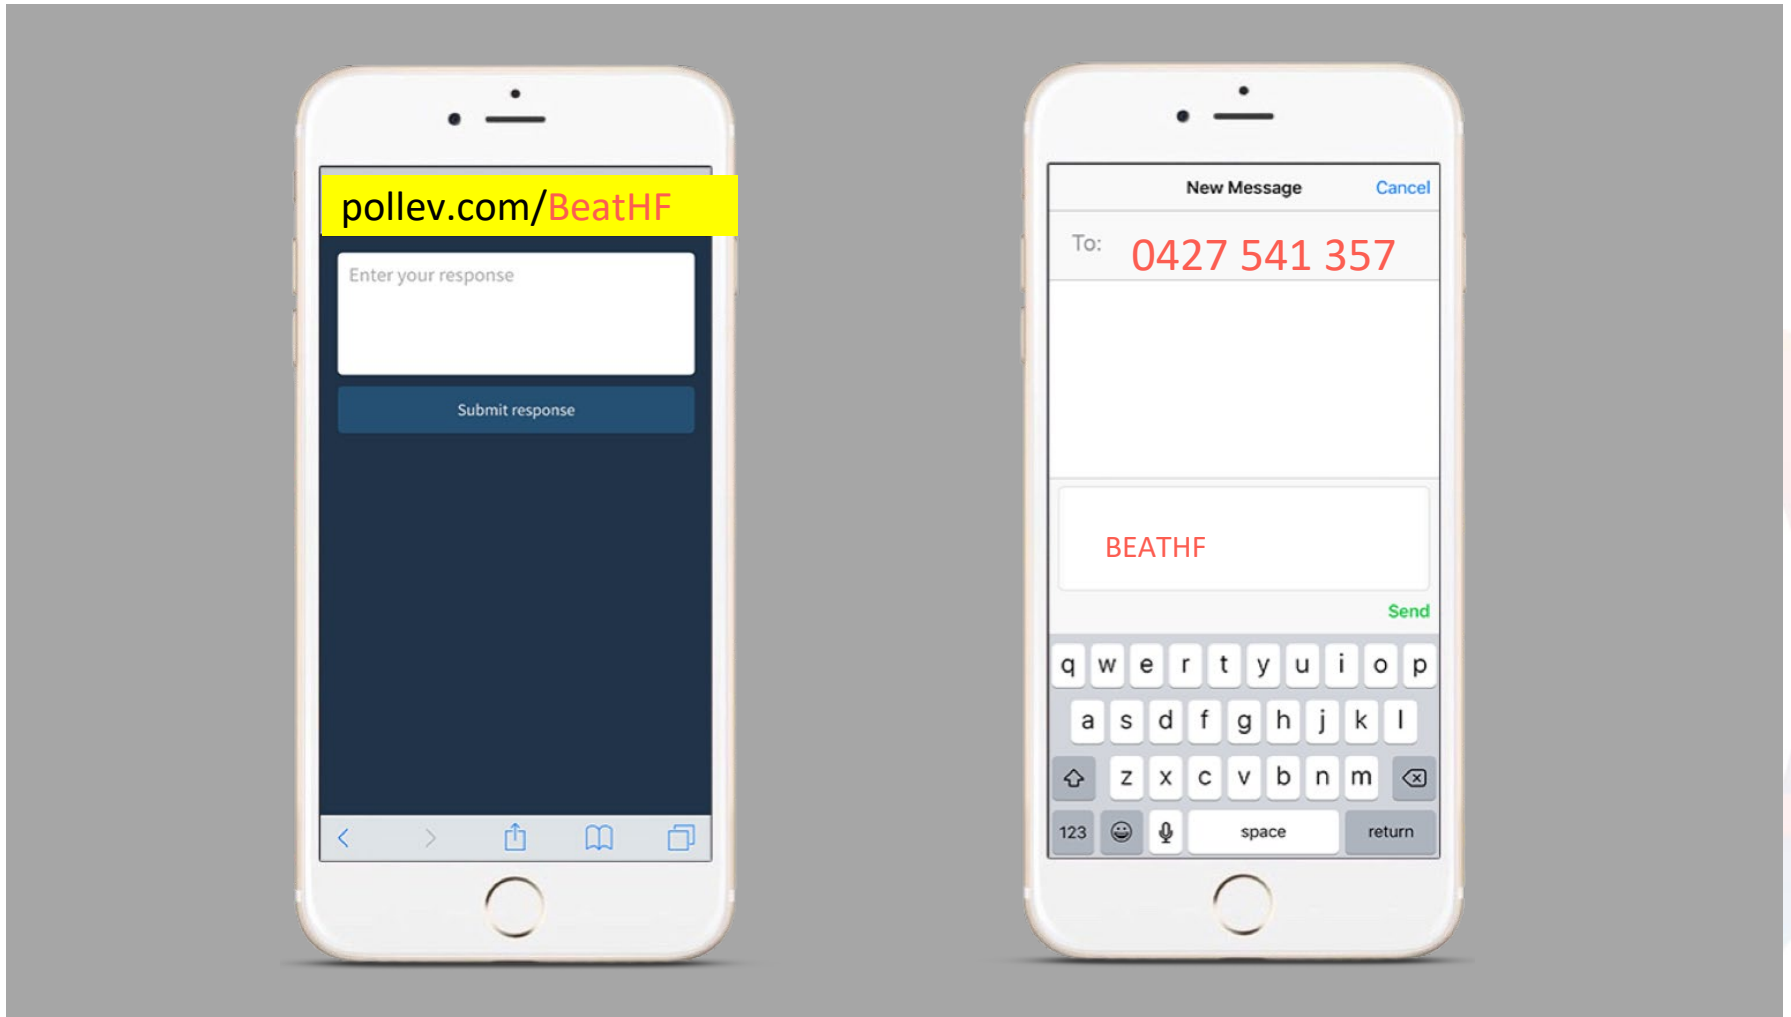 pollev.com/BeatHF
Enter your response
Submit response
New Message Cancel
To: 0427 541 357
BEATHF
Send
q w e r t y u i o p
a s d f g h j k l
z x c v b n m
123 space return